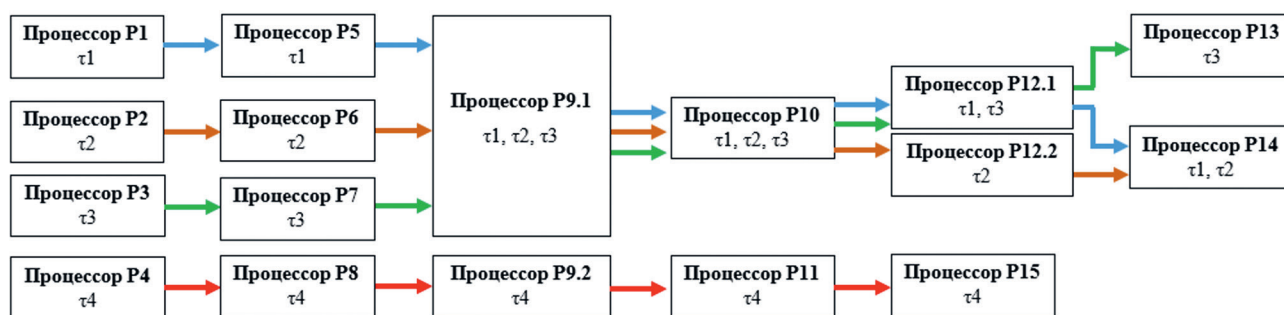 Процессор P1
τ1
Процессор P5
τ1
Процессор P9.1
τ1, τ2, τ3
Процессор P10
τ1, τ2, τ3
Процессор P12.1
τ1, τ3
Процессор P13
τ3
Процессор P2
τ2
Процессор P6
τ2
Процессор P12.2
τ2
Процессор P14
τ1, τ2
Процессор P3
τ3
Процессор P7
τ3
Процессор P4
τ4
Процессор P8
τ4
Процессор P9.2
τ4
Процессор P11
τ4
Процессор P15
τ4